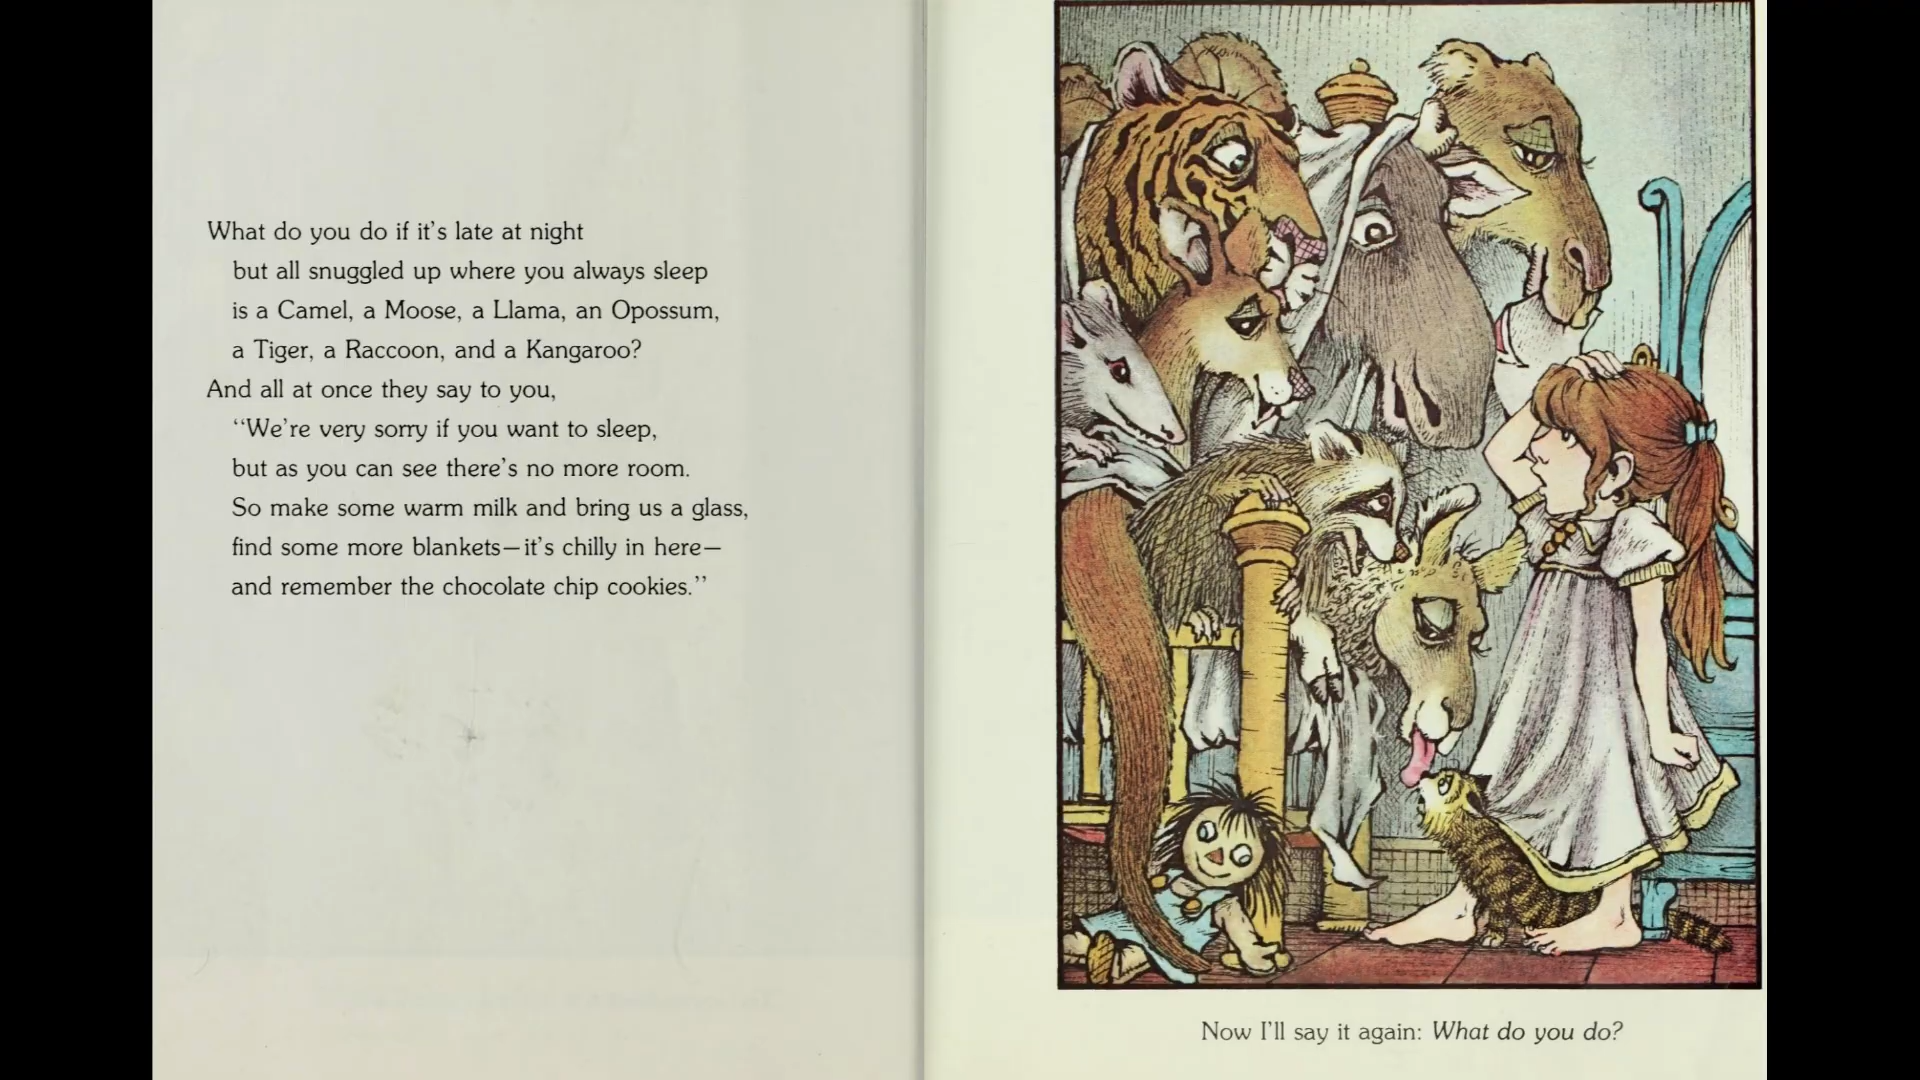 What do you do if it's late at night
but all snuggled up where you always sleep
is a Camel, a Moose, a Llama, an Opossum,
a Tiger, a Raccoon, and a Kangaroo?
And all at once they say to you,
“We're very sorry if you want to sleep,
but as you can see there's no more room.
So make some warm milk and bring us a glass,
find some more blankets—it's chilly in here—
and remember the chocolate chip cookies.”
Now I'll say it again: What do you do?